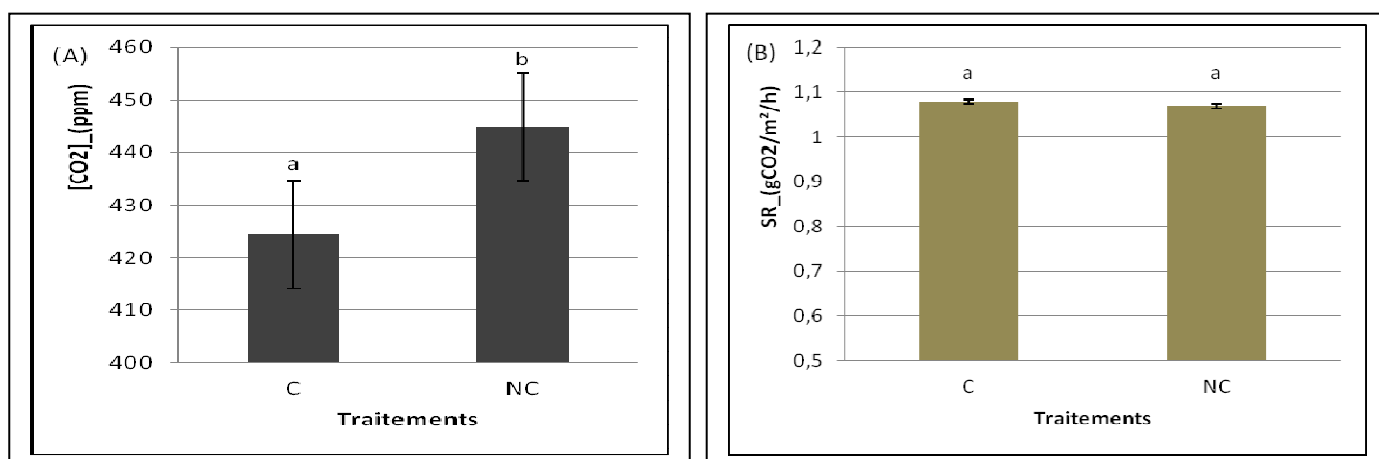 (A)
[CO2]_(ppm)
460
450
440
430
420
410
400
a
b
C
NC
Traitements
(B)
SR_(gCO2/m²/h)
1,2
1,1
1
0,9
0,8
0,7
0,6
0,5
a
a
C
NC
Traitements